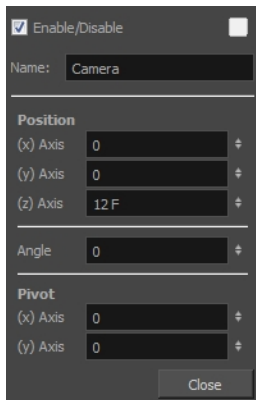 Enable/Disable
Name: Camera
Position
(x) Axis 0
(y) Axis 0
(z) Axis 12 F
Angle 0
Pivot
(x) Axis 0
(y) Axis 0
Close